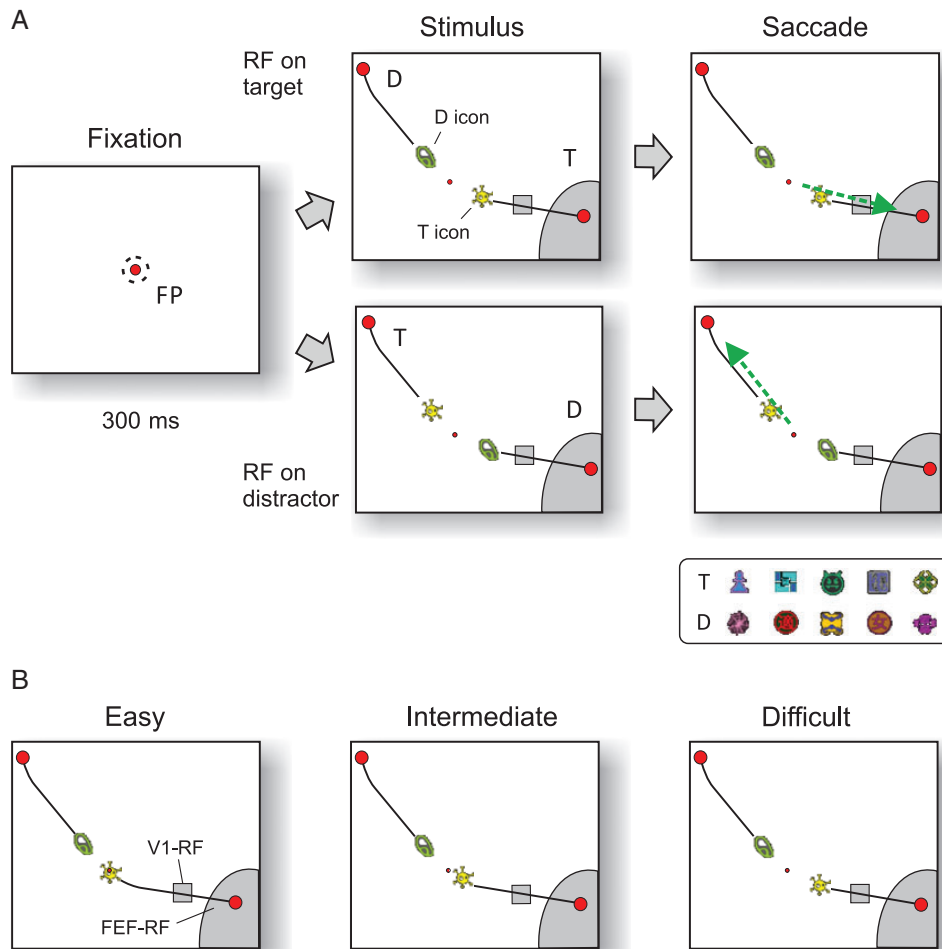 A
Stimulus
Saccade
RF on
target
D
D icon
T
T icon
Fixation
FP
300 ms
T
D
RF on
distractor
T
D
B
Easy
Intermediate
Difficult
V1-RF
FEF-RF